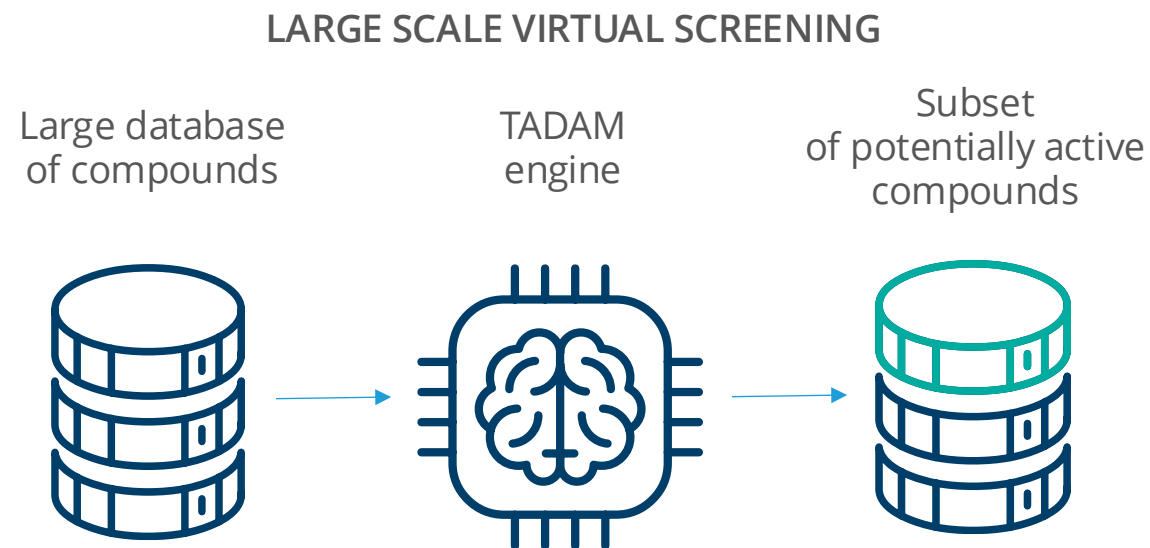 LARGE SCALE VIRTUAL SCREENING
Large database
of compounds
TADAM
engine
Subset
of potentially active
compounds